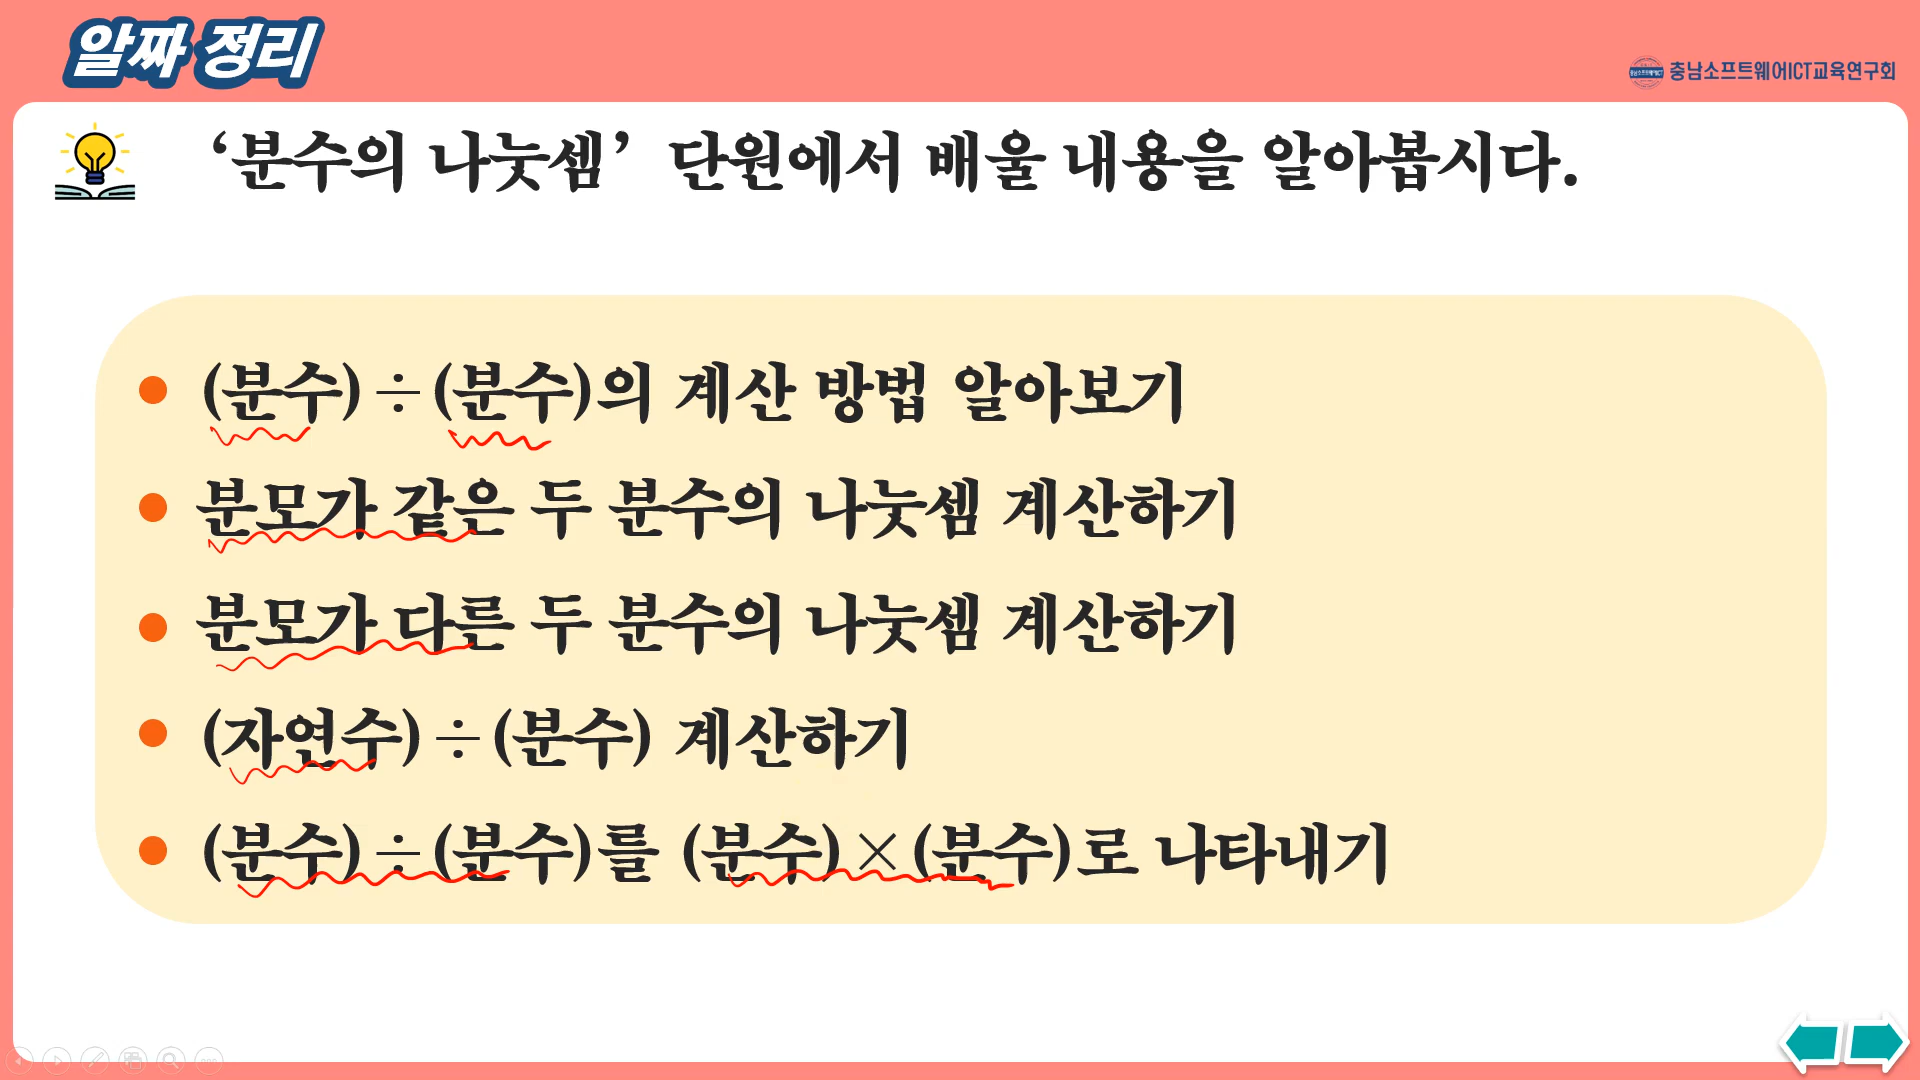 알짜 정리
충남소프트웨어ICT교육연구회
‘분수의 나눗셈’ 단원에서 배울 내용을 알아봅시다.
(분수)÷(분수)의 계산 방법 알아보기
분모가 같은 두 분수의 나눗셈 계산하기
분모가 다른 두 분수의 나눗셈 계산하기
(자연수)÷(분수) 계산하기
(분수)÷(분수)를 (분수)×(분수)로 나타내기